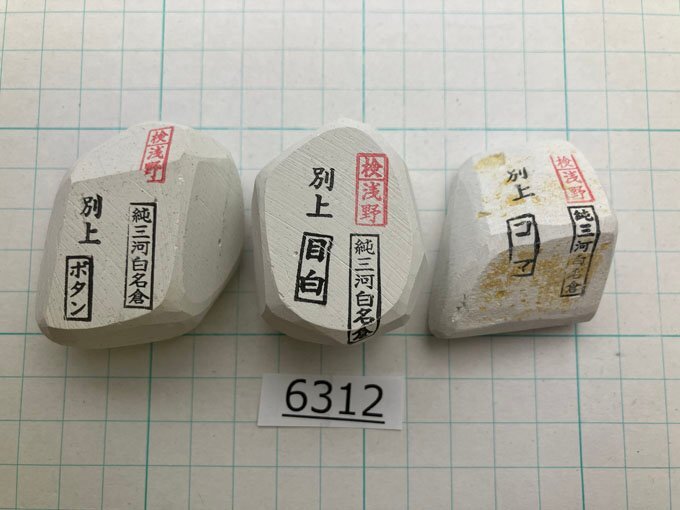 検浅野
別上
ボタン
純三河白名倉
検浅野
別上
目白
純三河白名倉
検浅野
別上
コマ
純三河白名倉
6312